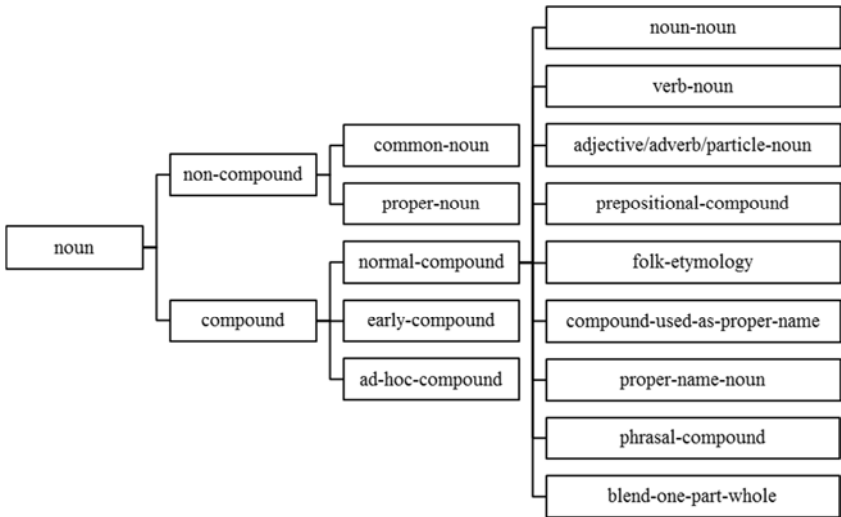 noun
non-compound
compound
common-noun
proper-noun
normal-compound
early-compound
ad-hoc-compound
noun-noun
verb-noun
adjective/adverb/particle-noun
prepositional-compound
folk-etymology
compound-used-as-proper-name
proper-name-noun
phrasal-compound
blend-one-part-whole